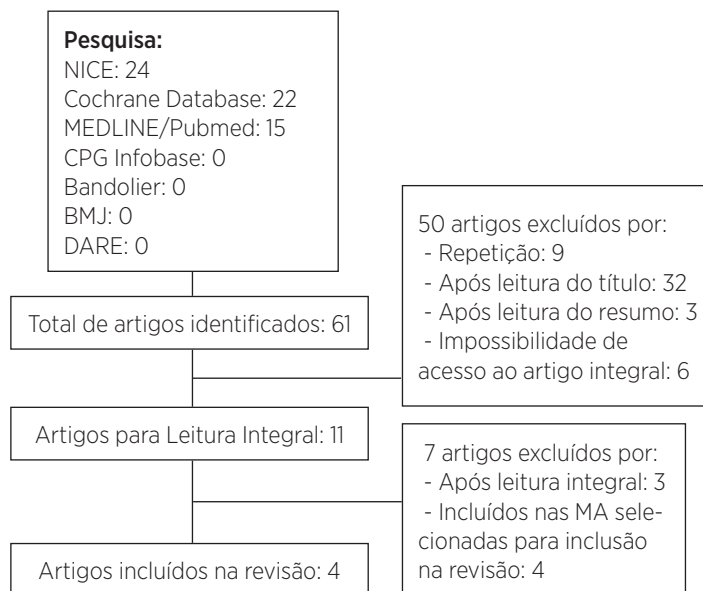 Pesquisa:
NICE: 24
Cochrane Database: 22
MEDLINE/Pubmed: 15
CPG Infobase: 0
Bandolier: 0
BMJ: 0
DARE: 0
Total de artigos identificados: 61
50 artigos excluídos por:
- Repetição: 9
- Após leitura do título: 32
- Após leitura do resumo: 3
- Impossibilidade de
acesso ao artigo integral: 6
Artigos para Leitura Integral: 11
7 artigos excluídos por:
- Após leitura integral: 3
- Incluídos nas MA sele-
cionadas para inclusão
na revisão: 4
Artigos incluídos na revisão: 4